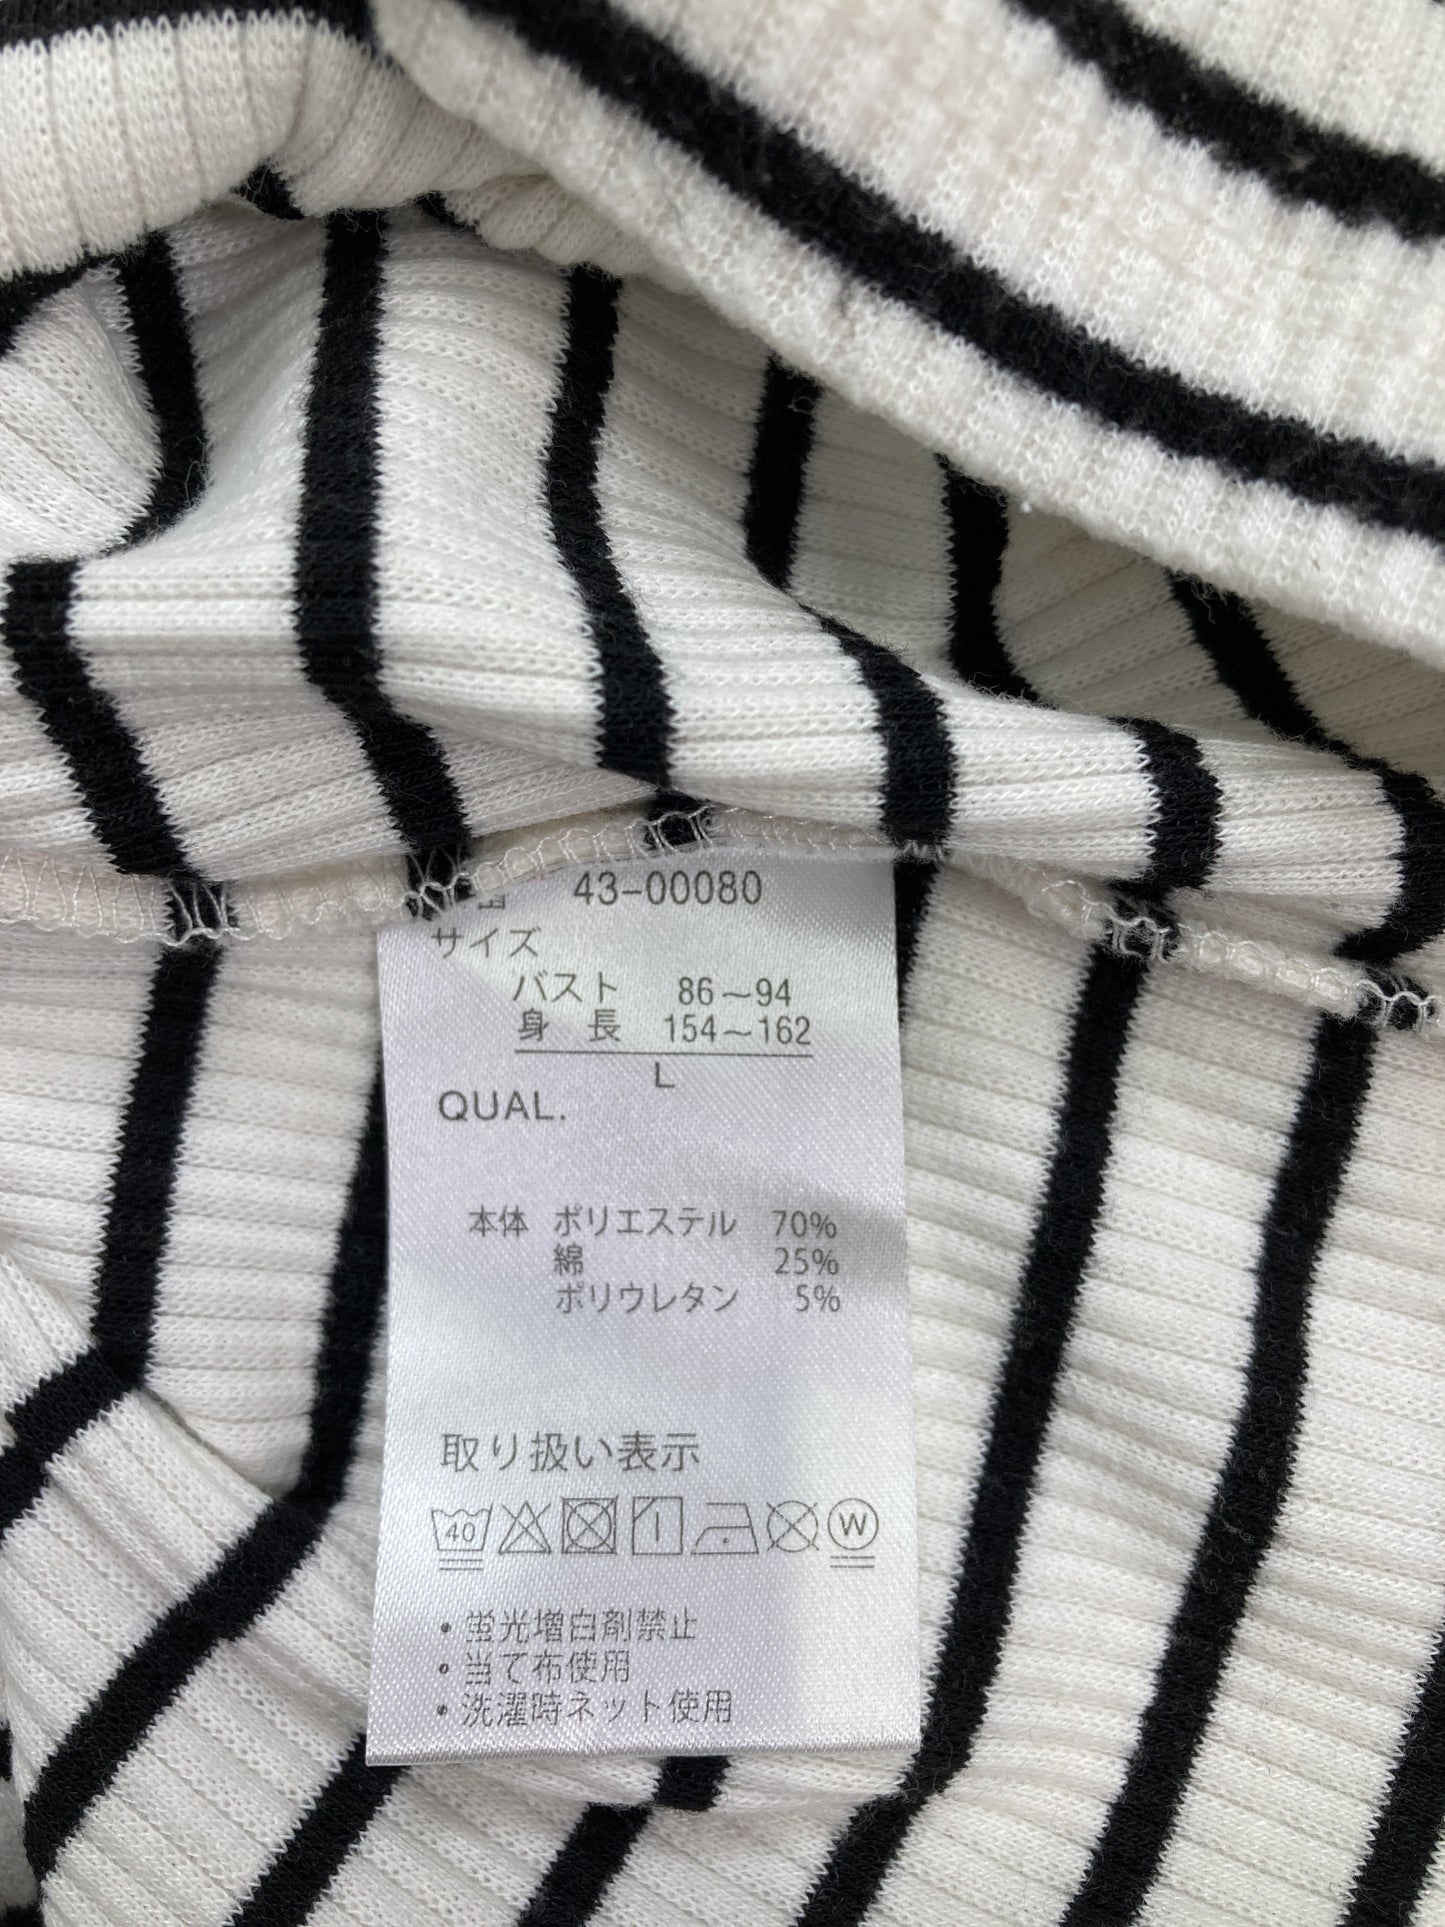 43-00080
サイズ
バスト 86〜94
身 長 154〜162
L
QUAL.
本体 ポリエステル 70%
綿 25%
ポリウレタン 5%
取り扱い表示
40 W
・蛍光増白剤禁止
・当て布使用
・洗濯時ネット使用